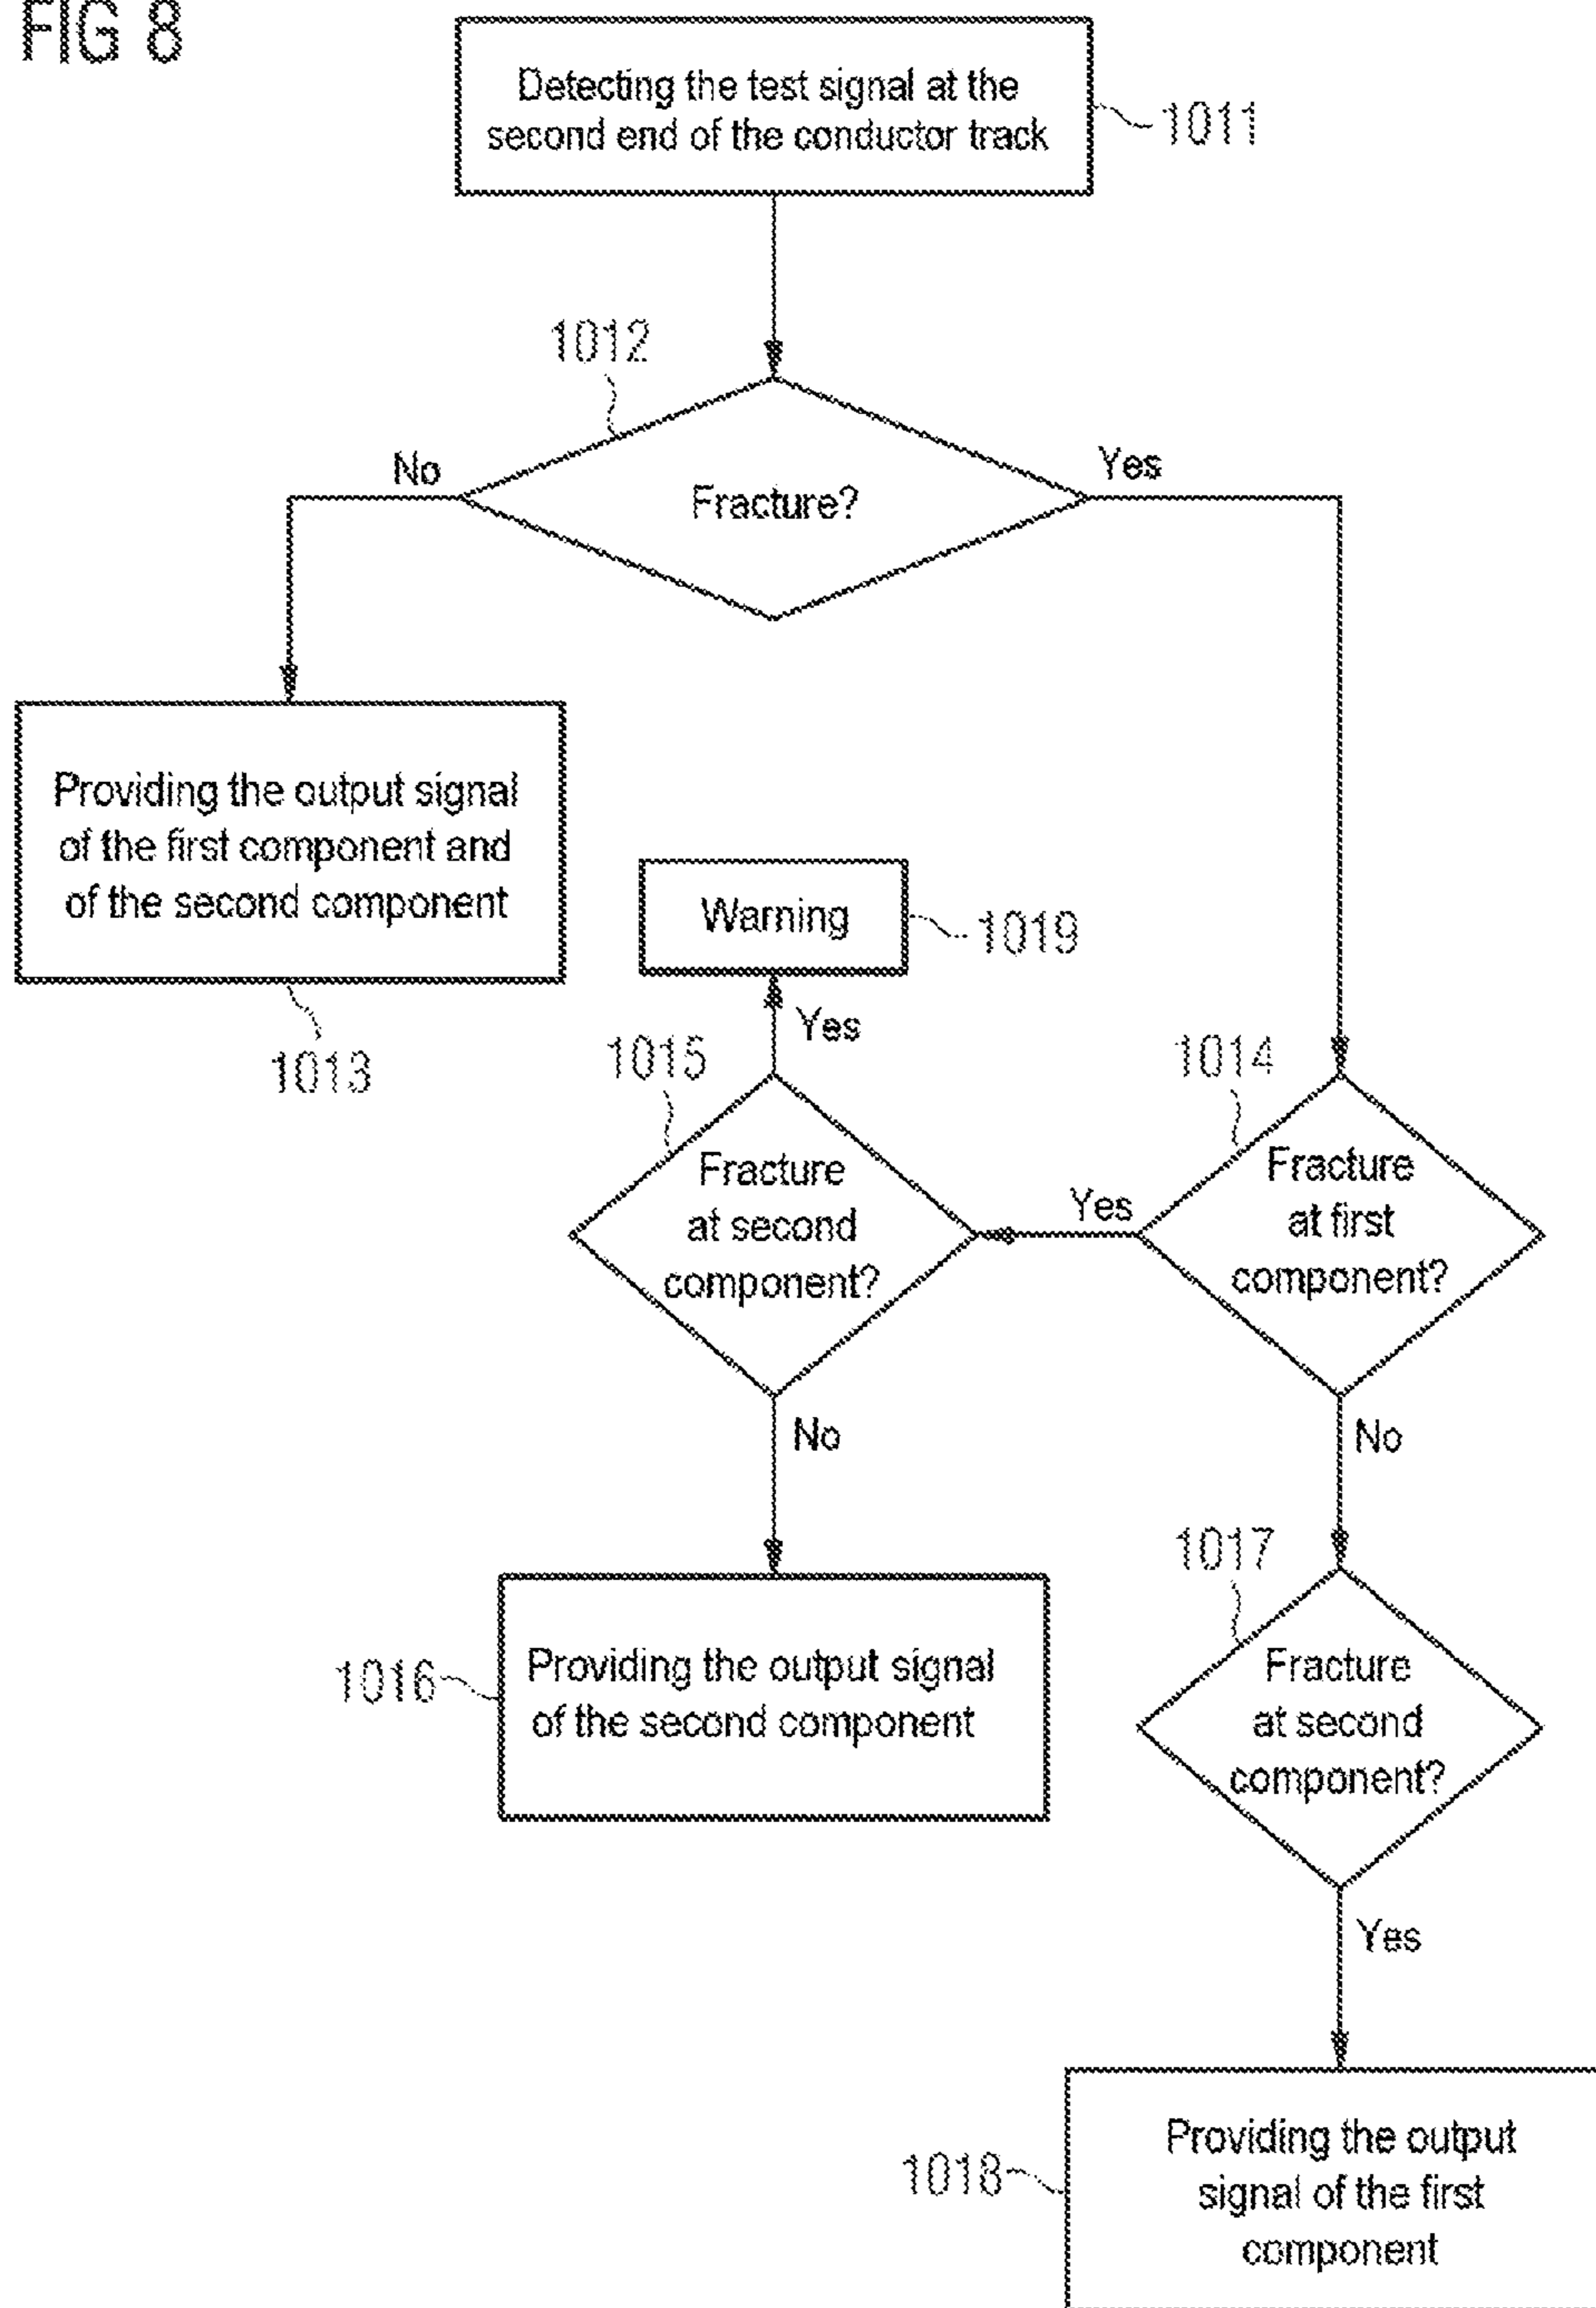 FIG 8
Detecting the test signal at the
second end of the conductor track
1011
1012
No
Yes
Fracture?
Providing the output signal
of the first component and
of the second component
1013
Warning
1019
Yes
1015
1014
Fracture
at second
component?
Yes
Fracture
at first
component?
No
No
1016
Providing the output signal
of the second component
1017
Fracture
at second
component?
Yes
1018
Providing the output
signal of the first
component